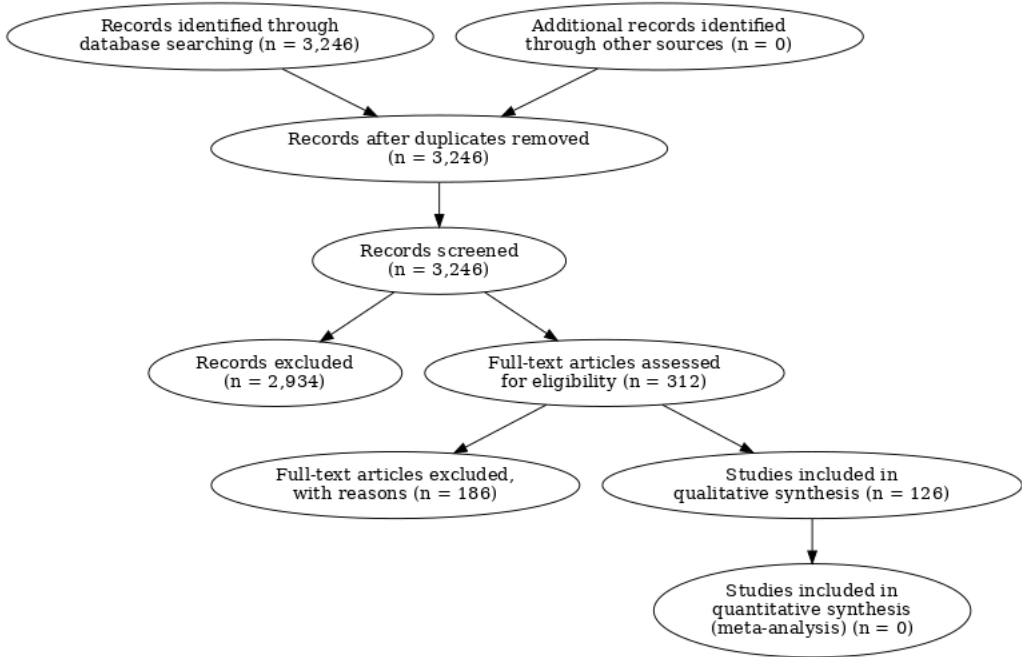 Records identified through
database searching (n = 3,246)
Additional records identified
through other sources (n = 0)
Records after duplicates removed
(n = 3,246)
Records screened
(n = 3,246)
Records excluded
(n = 2,934)
Full-text articles assessed
for eligibility (n = 312)
Full-text articles excluded,
with reasons (n = 186)
Studies included in
qualitative synthesis (n = 126)
Studies included in
quantitative synthesis
(meta-analysis) (n = 0)